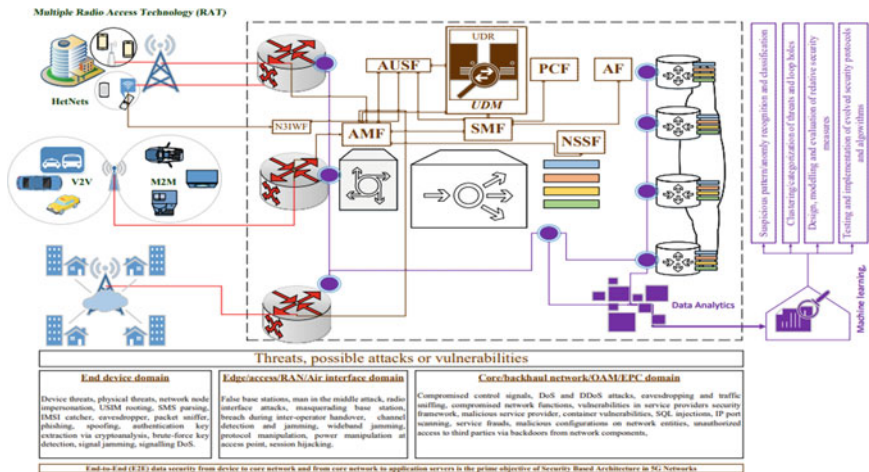 Multiple Radio Access Technology (RAT)
HetNets
V2V
M2M
N3IWF
AUSF
AMF
UDR
UDM
SMF
PCF
AF
NSSF
Data Analytics
Machine learning,
Suspicious pattern/anomly recognition and classification
Clustering/categorization of threats and loop holes
Design, modelling and evaluation of relative security
measures
Testing and implementation of evolved security protocols
and algorithms
Threats, possible attacks or vulnerabilities
End device domain
Device threats, physical threats, network node
impersonation, USIM rooting, SMS parsing,
IMSI catcher, eavesdropper, packet sniffer,
phishing, spoofing, authentication key
extraction via cryptoanalysis, brute-force key
detection, signal jamming, signalling DoS.
Edge/access/RAN/Air interface domain
False base stations, man in the middle attack, radio
interface attacks, masquerading base station,
breach during inter-operator handover, channel
detection and jamming, wideband jamming,
protocol manipulation, power manipulation at
access point, session hijacking.
Core/backhaul network/OAM/EPC domain
Compromised control signals, DoS and DDoS attacks, eavesdropping and traffic
sniffing, compromised network functions, vulnerabilities in service providers security
framework, malicious service provider, container vulnerabilities, SQL injections, IP port
scanning, service frauds, malicious configurations on network entities, unauthorized
access to third parties via backdoors from network components,
End-to-End (E2E) data security from device to core network and from core network to application servers is the prime objective of Security Based Architecture in 5G Networks